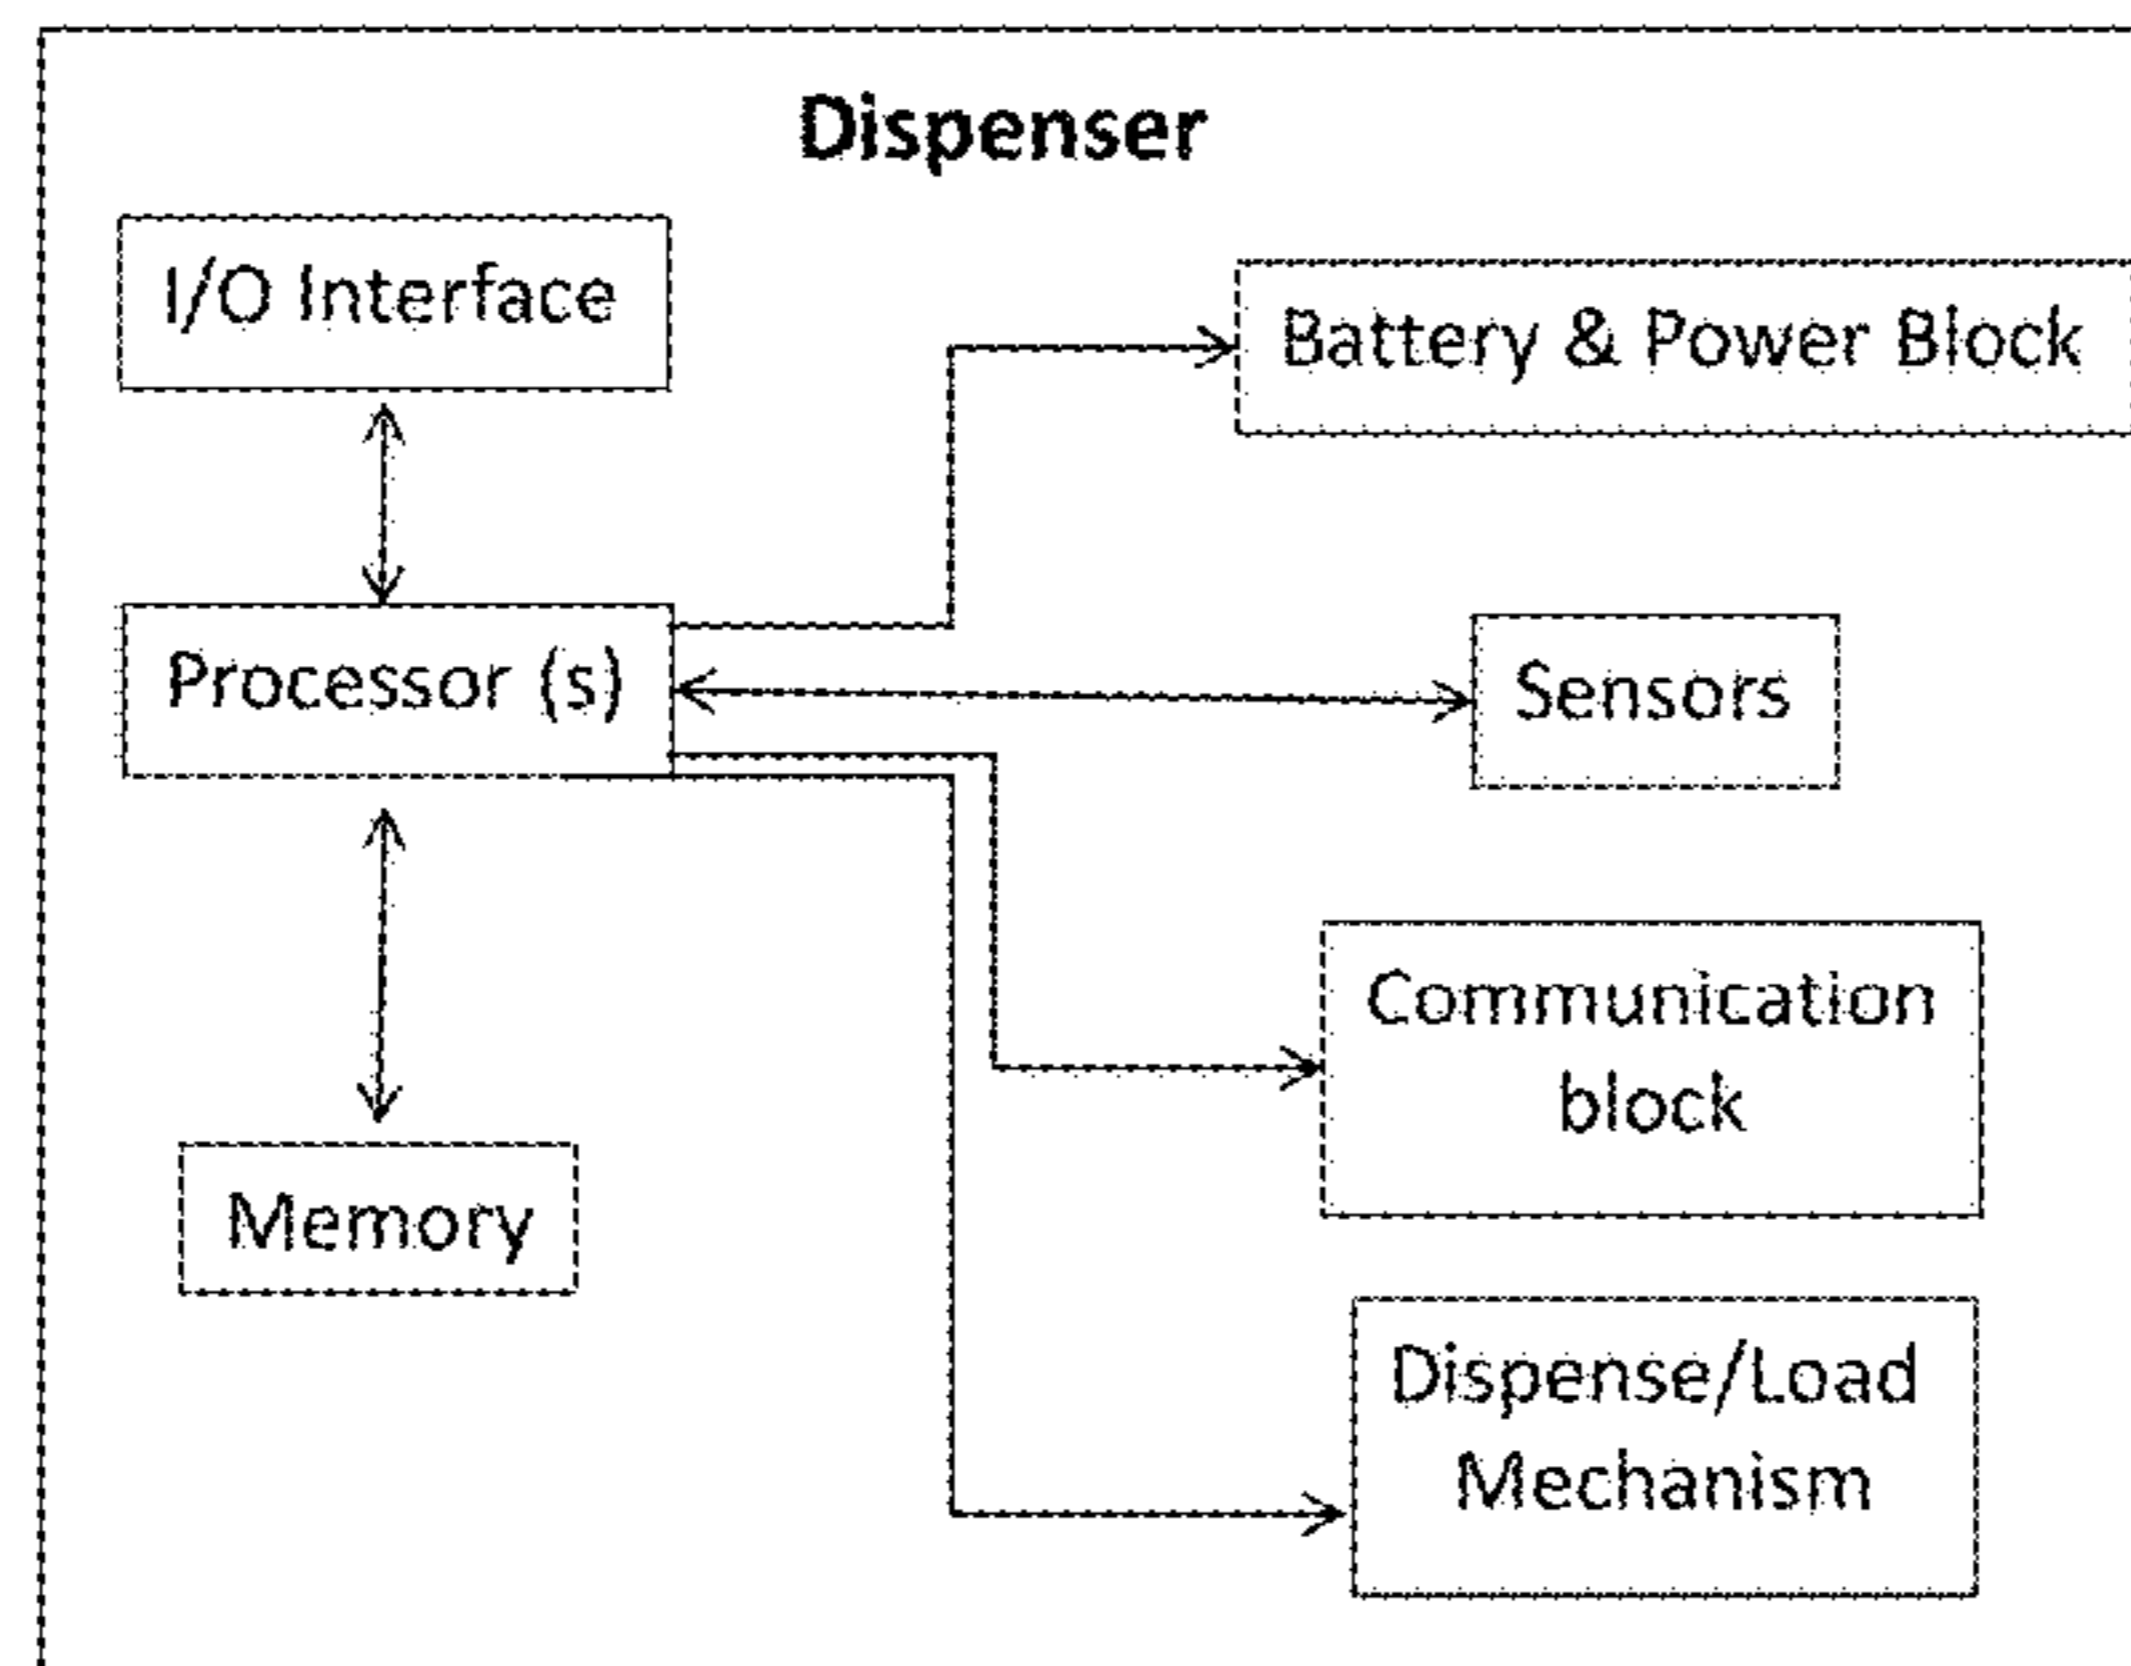 Dispenser
I/O Interface
Battery & Power Block
Processor (s)
Sensors
Communication
block
Memory
Dispense/Load
Mechanism